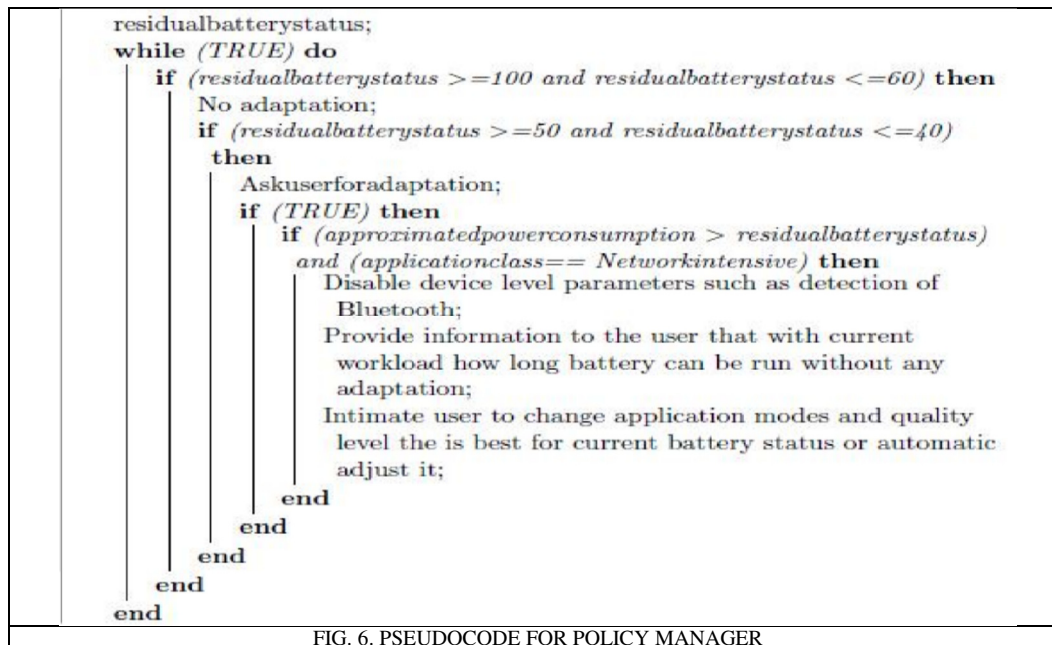 residualbatterystatus;
while (TRUE) do
if (residualbatterystatus >=100 and residualbatterystatus <=60) then
No adaptation;
if (residualbatterystatus >=50 and residualbatterystatus <=40)
then
Askuserforadaptation;
if (TRUE) then
if (approximatedpowerconsumption > residualbatterystatus)
and (applicationclass== Networkintensive) then
Disable device level parameters such as detection of
Bluetooth;
Provide information to the user that with current
workload how long battery can be run without any
adaptation;
Intimate user to change application modes and quality
level the is best for current battery status or automatic
adjust it;
end
end
end
end
end
FIG. 6. PSEUDOCODE FOR POLICY MANAGER